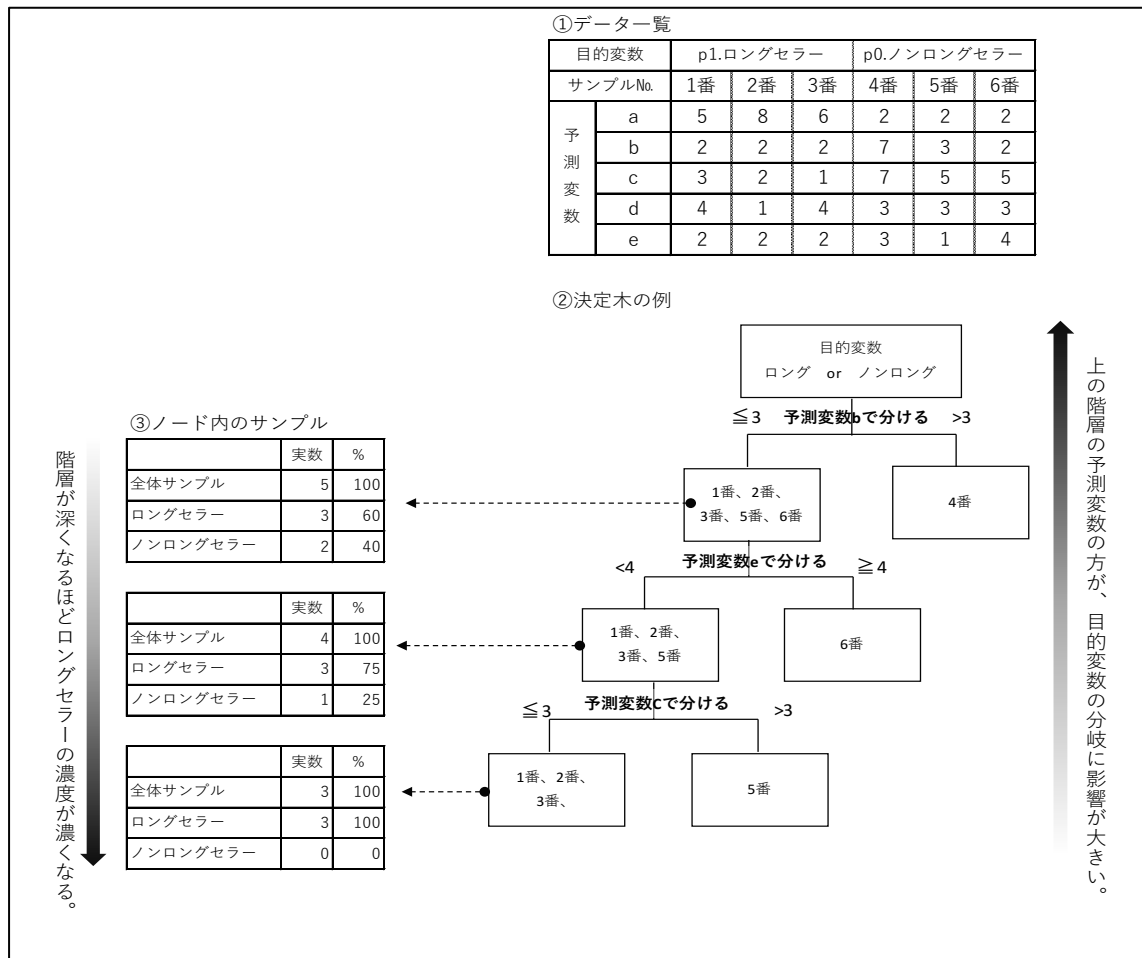 ①データ一覧
目的変数 p1.ロングセラー p0.ノンロングセラー
サンプル№ 1番 2番 3番 4番 5番 6番
予測変数
a 5 8 6 2 2 2
b 2 2 2 7 3 2
c 3 2 1 7 5 5
d 4 1 4 3 3 3
e 2 2 2 3 1 4
②決定木の例
目的変数
ロング or ノンロング
≦3 予測変数bで分ける >3
1番、2番、
3番、5番、6番
4番
<4 予測変数eで分ける ≧4
1番、2番、
3番、5番
6番
≦3 予測変数Cで分ける >3
1番、2番、
3番、
5番
③ノード内のサンプル
実数 %
全体サンプル 5 100
ロングセラー 3 60
ノンロングセラー 2 40
実数 %
全体サンプル 4 100
ロングセラー 3 75
ノンロングセラー 1 25
実数 %
全体サンプル 3 100
ロングセラー 3 100
ノンロングセラー 0 0
階層が深くなるほどロングセラーの濃度が濃くなる。
上の階層の予測変数の方が、目的変数の分岐に影響が大きい。